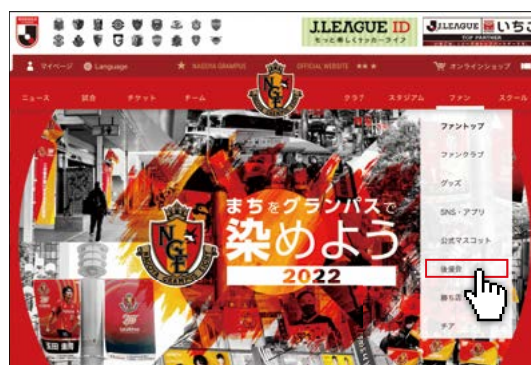 J.LEAGUE ID
もっと楽しくサッカーライフ
J.LEAGUE いちご
TOP PARTNER
マイページ
Language
★ NAGOYA GRAMPUS
OFFICIAL WEBSITE ★★★
オンラインショップ
ニュース
試合
チケット
チーム
クラブ
スタジアム
ファン
スクール
ファントップ
ファンクラブ
グッズ
SNS・アプリ
公式マスコット
後援会
勝ち
チア
まちをグランパスで
染めよう
2022